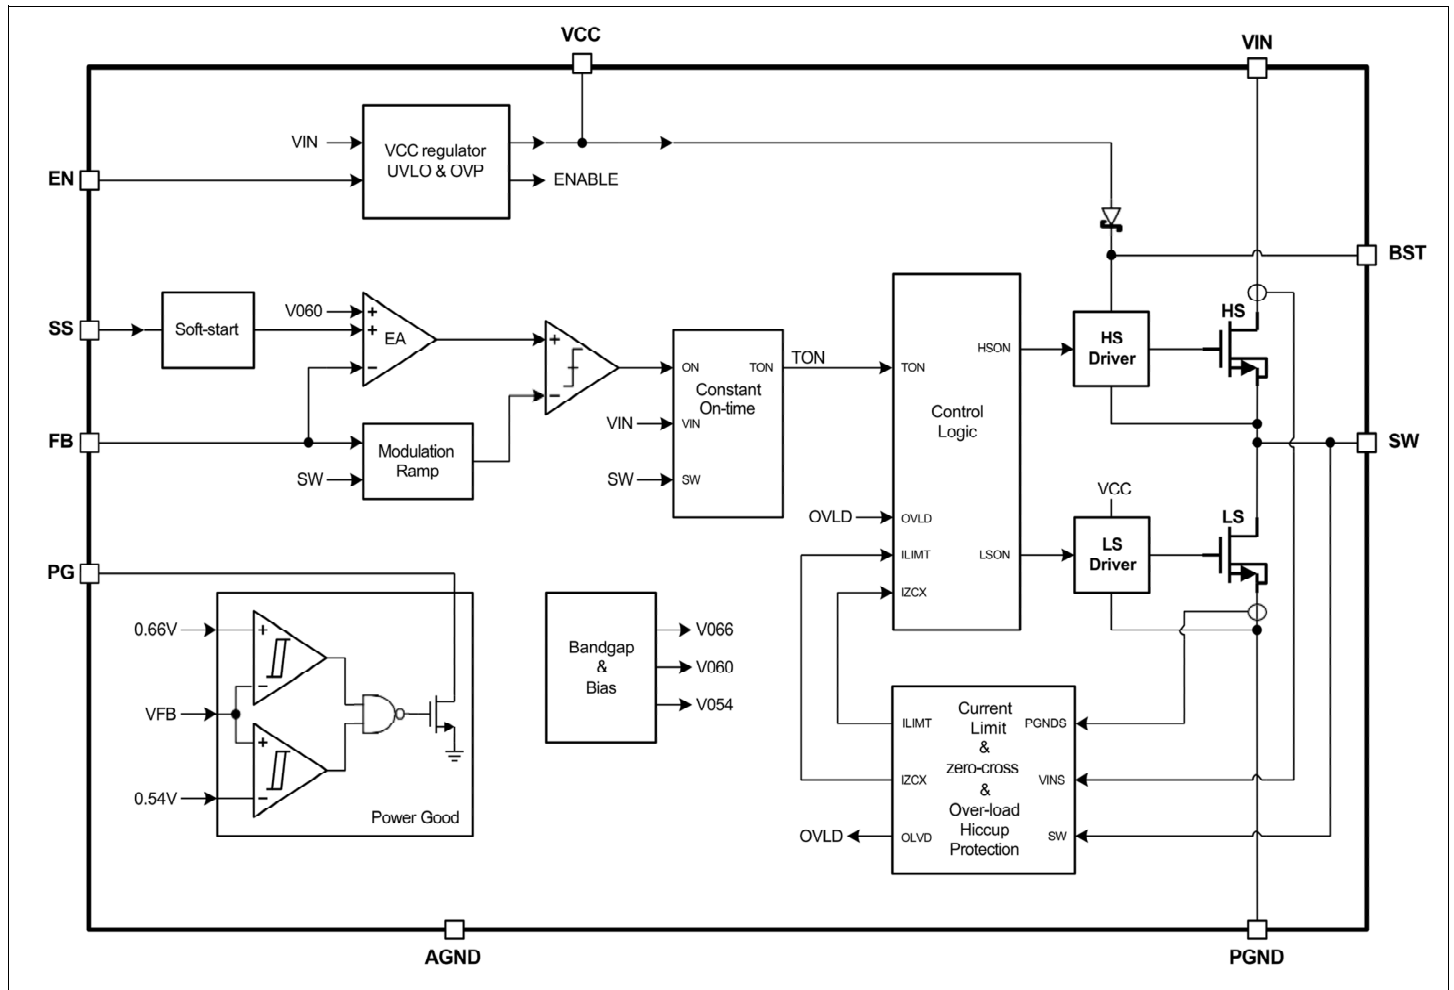 VCC
VIN
VIN
VCC regulator
UVLO & OVP
EN
ENABLE
BST
V060
+
SS
Soft-start
+
EA
HS
+
HS
Driver
HSON
TON
ON
TON
TON
Constant
On-time
−
−
Control
Logic
VIN
VIN
FB
Modulation
Ramp
SW
SW
SW
SW
VCC
OVLD
OVLD
LS
ILIMT
LSON
LS
Driver
PG
IZCX
0.66V
+
V066
Bandgap
&
Bias
V060
−
V054
VFB
+
0.54V
−
Power Good
ILIMT
Current
Limit
&
zero-cross
&
Over-load
Hiccup
Protection
PGNDS
IZCX
VINS
OVLD
OLVD
SW
AGND
PGND